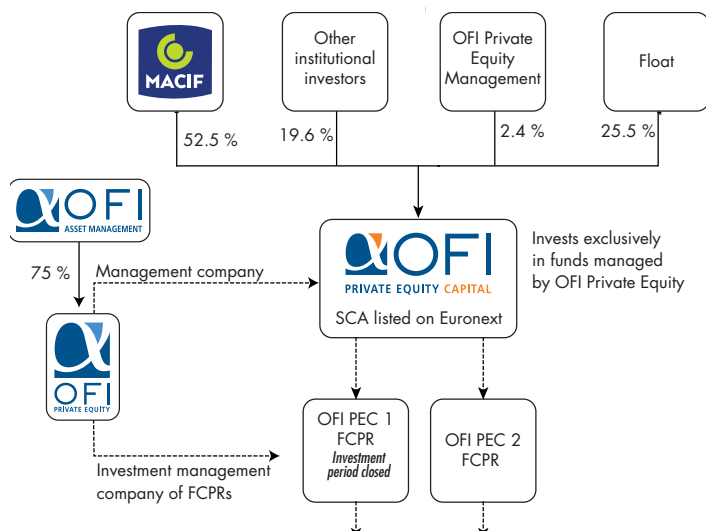 MACIF
Other
institutional
investors
OFI Private
Equity
Management
Float
52.5 %
19.6 %
2.4 %
25.5 %
OFI
ASSET MANAGEMENT
75 %
Management company
OFI
PRIVATE EQUITY CAPITAL
SCA listed on Euronext
Invests exclusively
in funds managed
by OFI Private Equity
OFI
PRIVATE EQUITY
OFI PEC 1
FCPR
Investment
period closed
OFI PEC 2
FCPR
Investment management
company of FCPRs